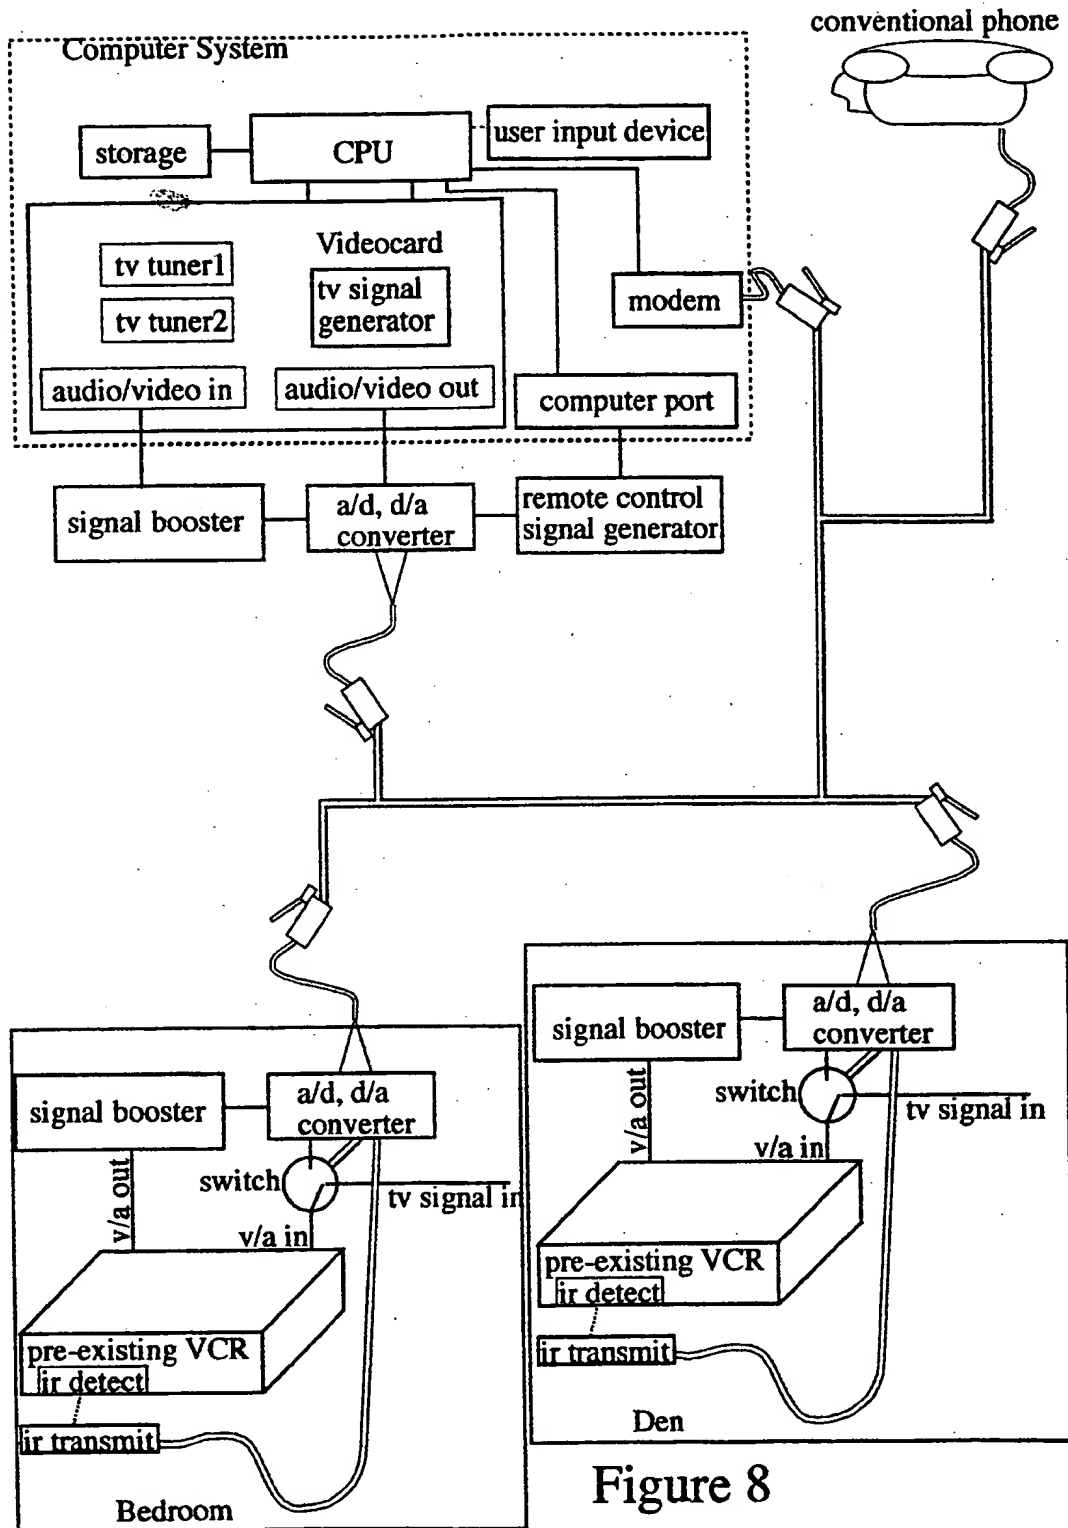 conventional phone
Computer System
user input device
storage
CPU
Videocard
tv tuner1
tv signal
generator
tv tuner2
modem
audio/video in
audio/video out
computer port
signal booster
a/d, d/a
converter
remote control
signal generator
signal booster
a/d, d/a
converter
switch
tv signal in
v/a out
v/a in
pre-existing VCR
ir detect
ir transmit
Den
signal booster
a/d, d/a
converter
switch
tv signal in
v/a out
v/a in
pre-existing VCR
ir detect
ir transmit
Bedroom
Figure 8